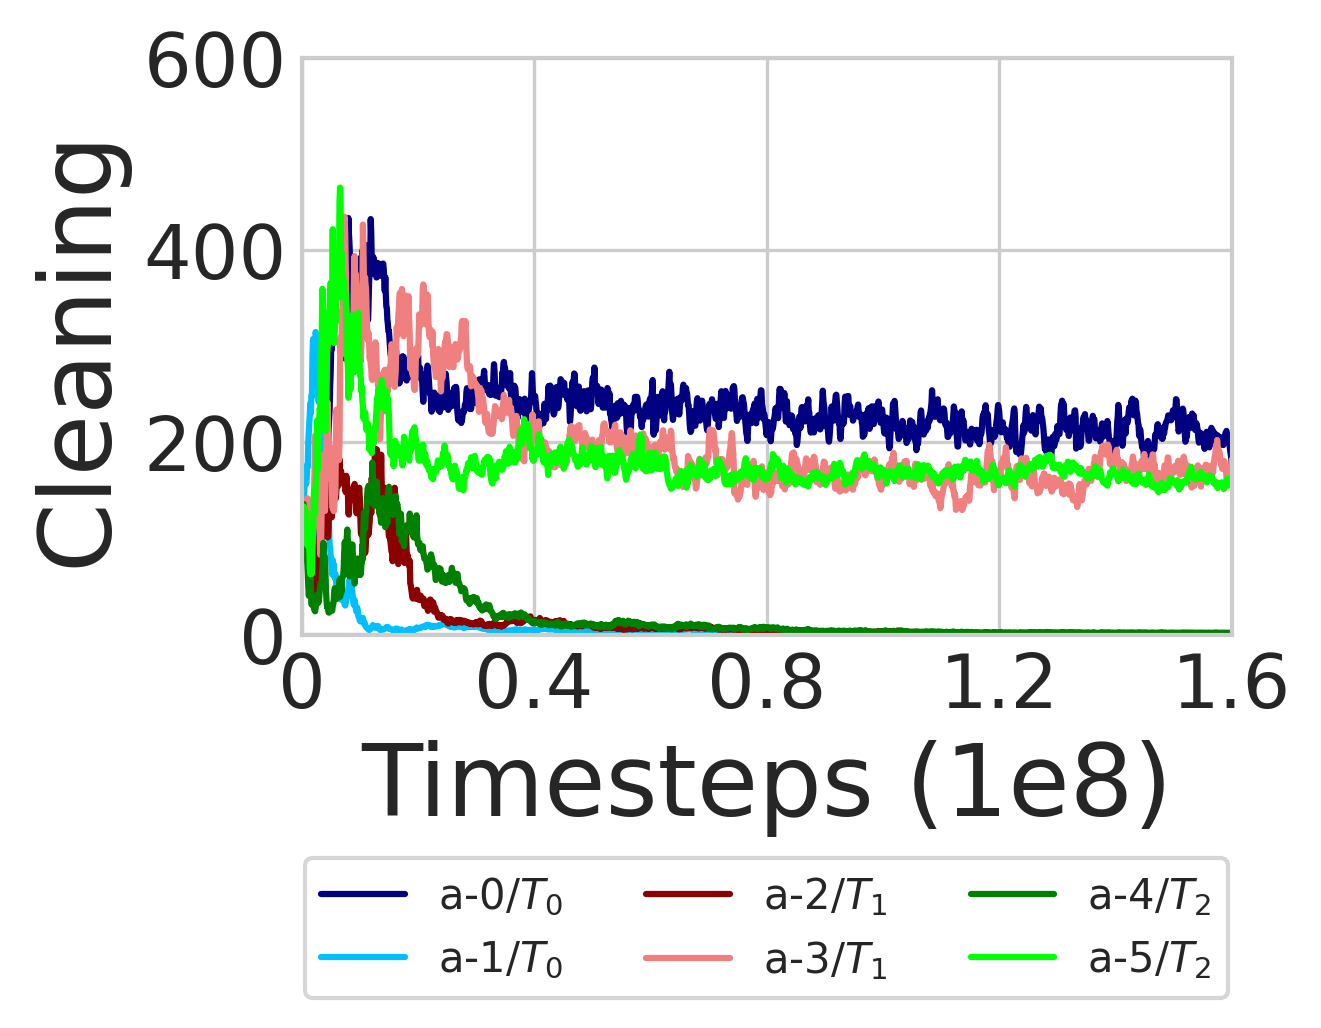 600
400
200
0
Cleaning
0 0.4 0.8 1.2 1.6
Timesteps (1e8)
a-0/T₀ a-2/T₁ a-4/T₂
a-1/T₀ a-3/T₁ a-5/T₂